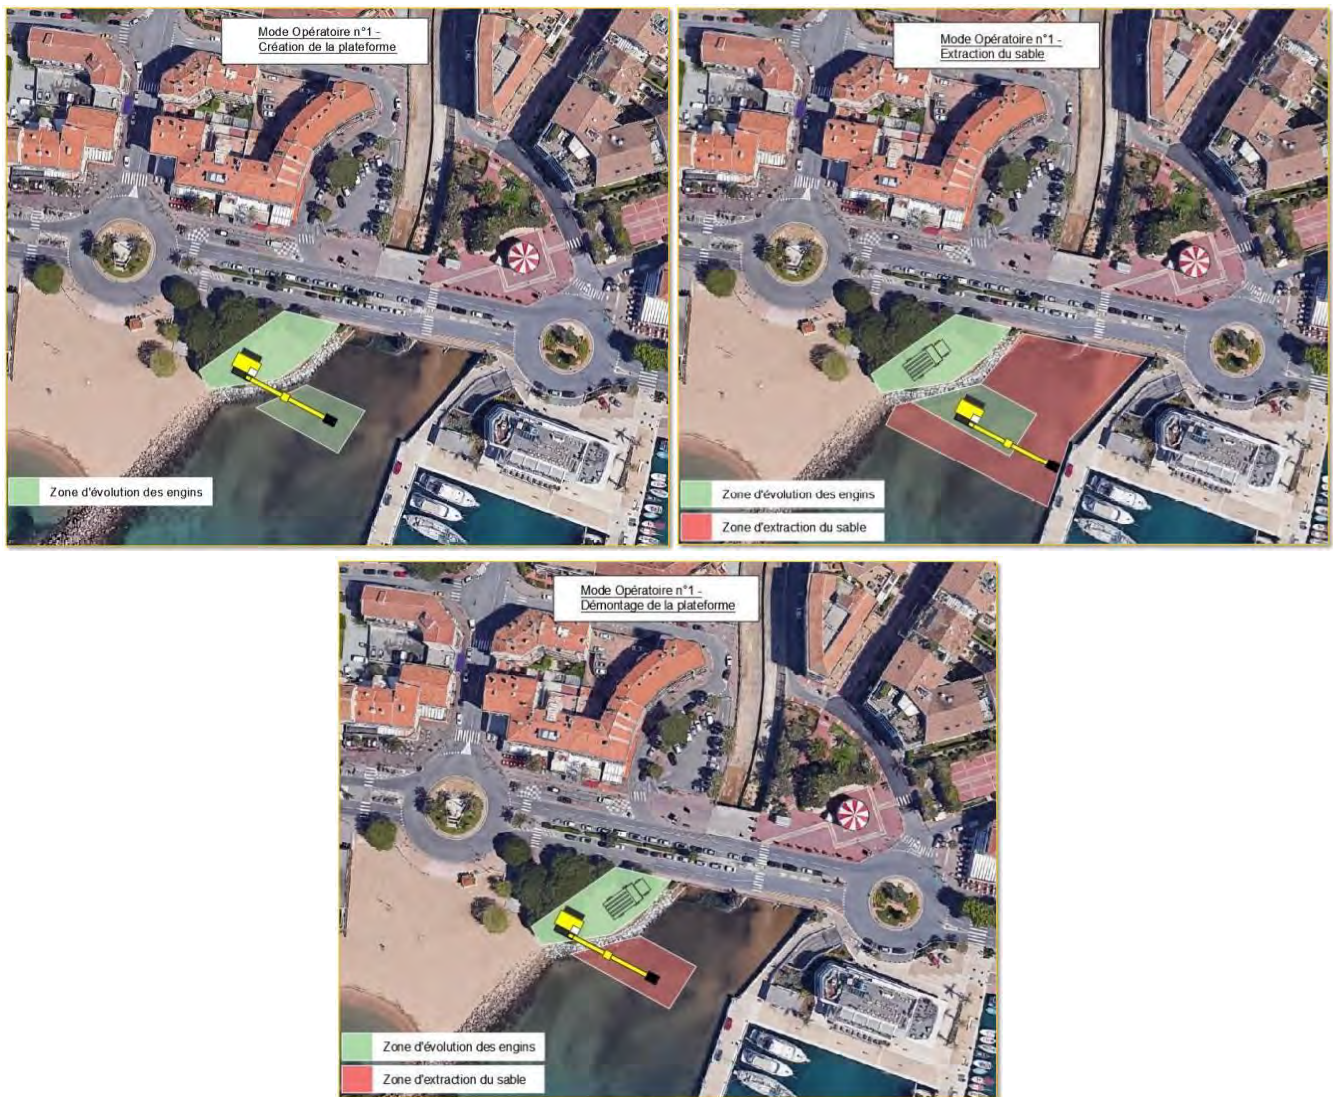 Mode Opératoire n°1 -
Création de la plateforme
Zone d'évolution des engins
Mode Opératoire n°1 -
Extraction du sable
Zone d'évolution des engins
Zone d'extraction du sable
Mode Opératoire n°1 -
Démontage de la plateforme
Zone d'évolution des engins
Zone d'extraction du sable